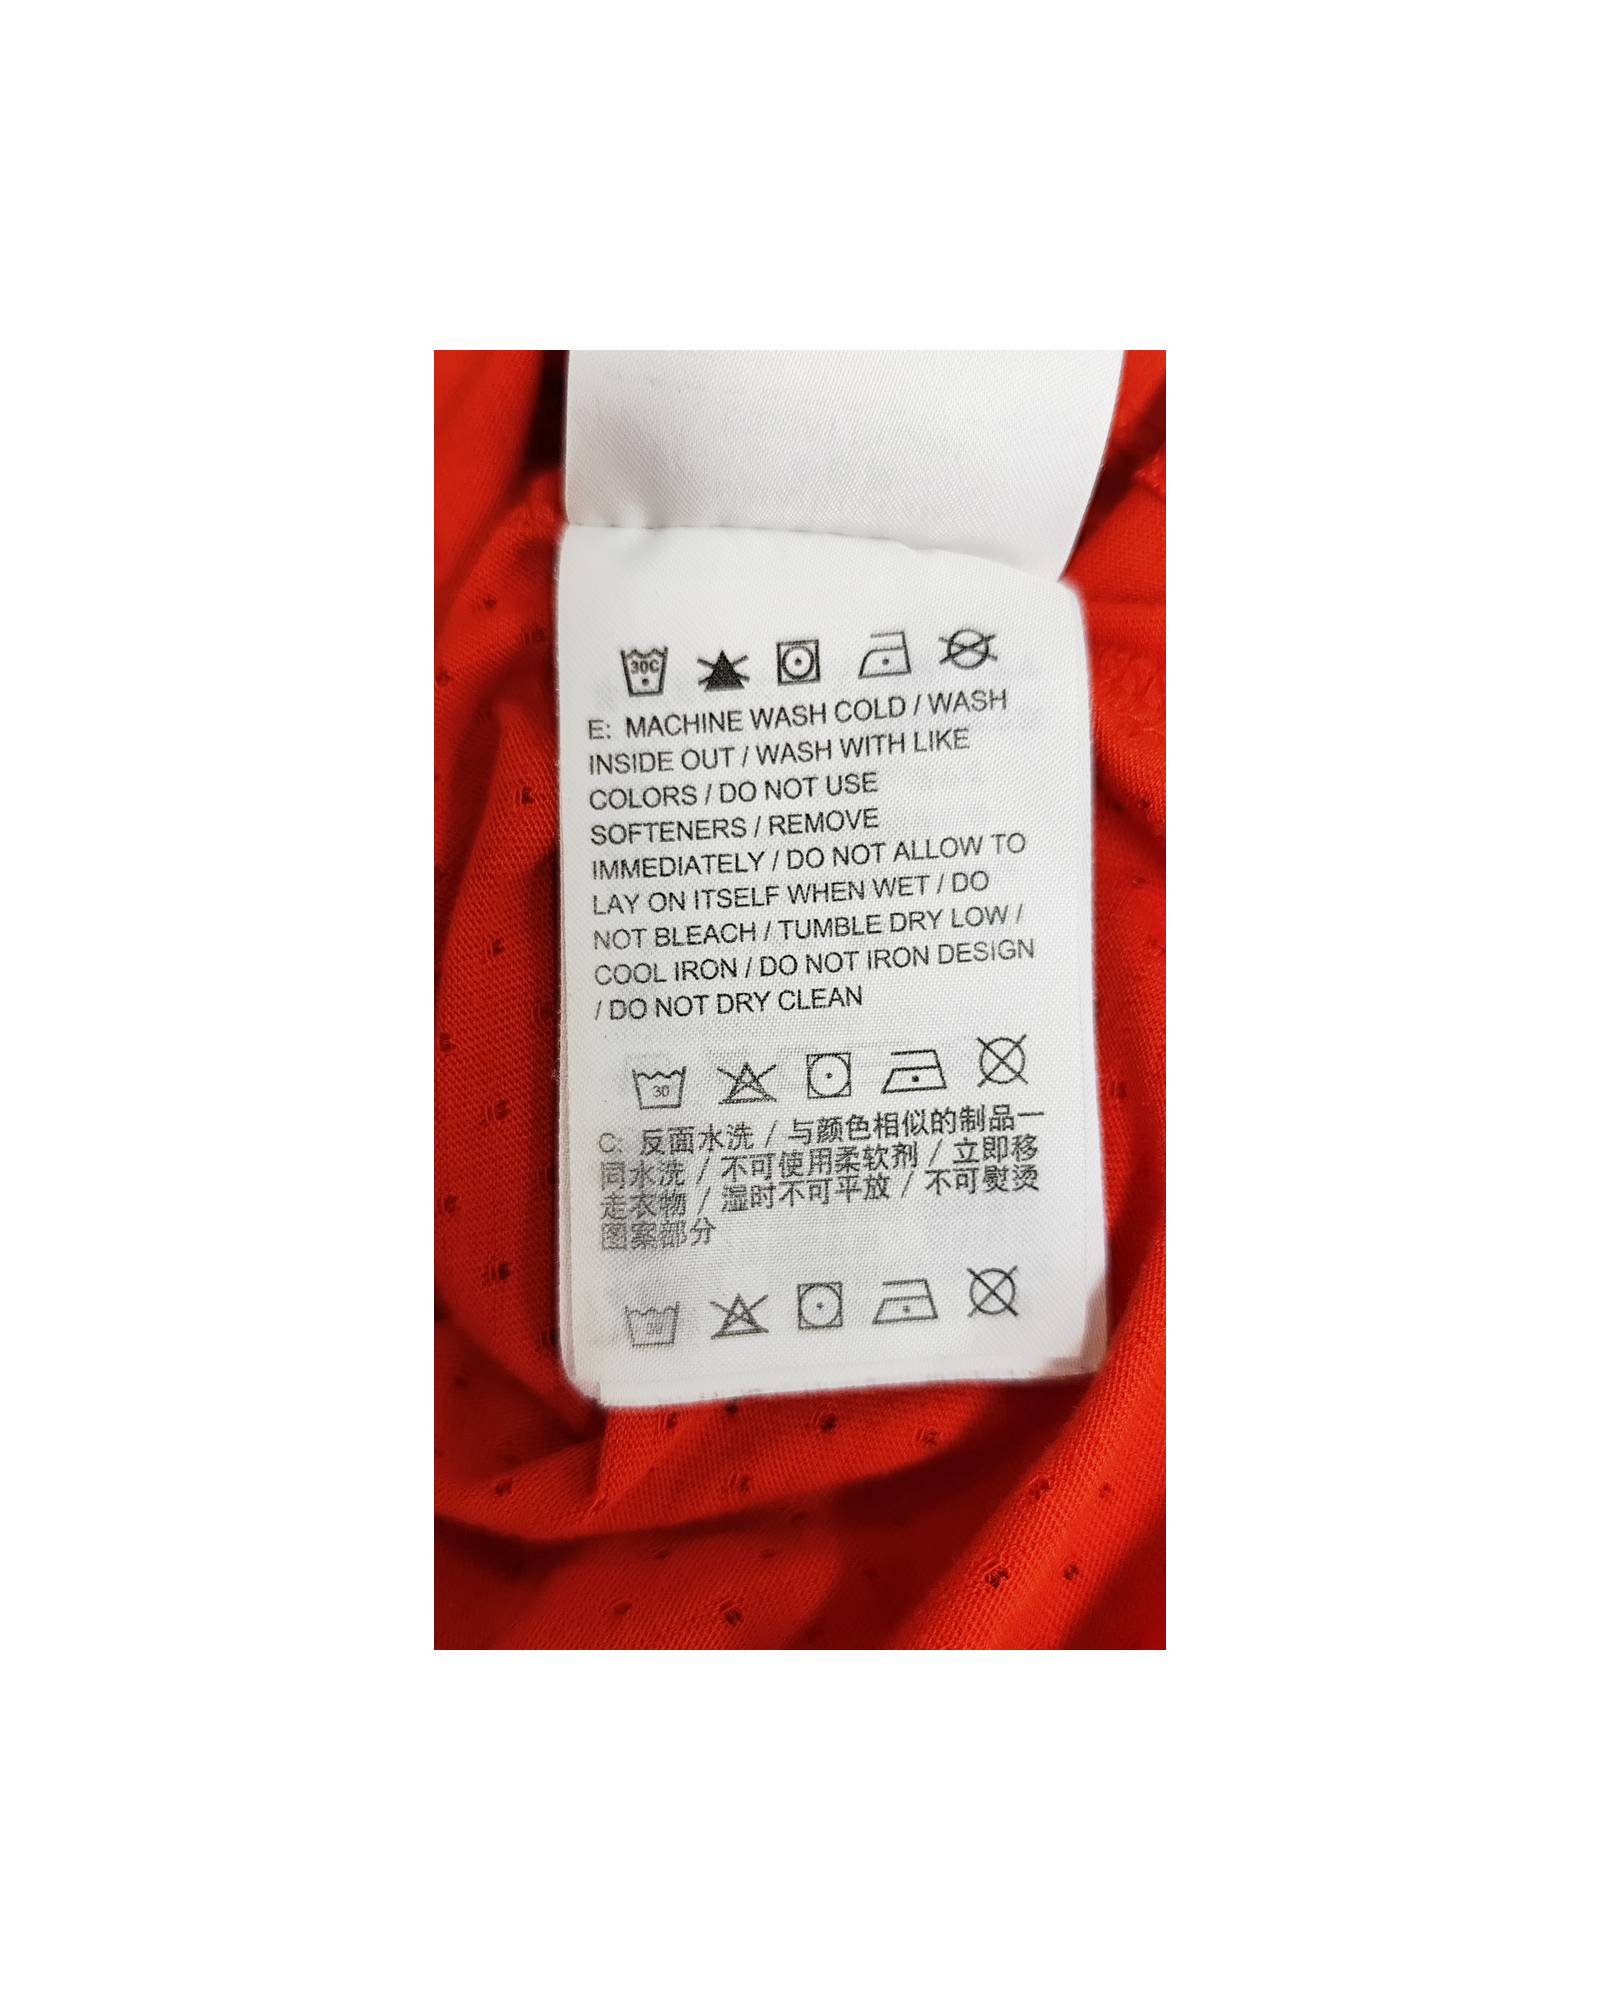 30C
E: MACHINE WASH COLD / WASH
INSIDE OUT / WASH WITH LIKE
COLORS / DO NOT USE
SOFTENERS / REMOVE
IMMEDIATELY / DO NOT ALLOW TO
LAY ON ITSELF WHEN WET / DO
NOT BLEACH / TUMBLE DRY LOW /
COOL IRON / DO NOT IRON DESIGN
/ DO NOT DRY CLEAN
30
C: 反面水洗 / 与颜色相似的制品一
同水洗 / 不可使用柔软剂 / 立即移
走衣物 / 湿时不可平放 / 不可熨烫
图案部分
30